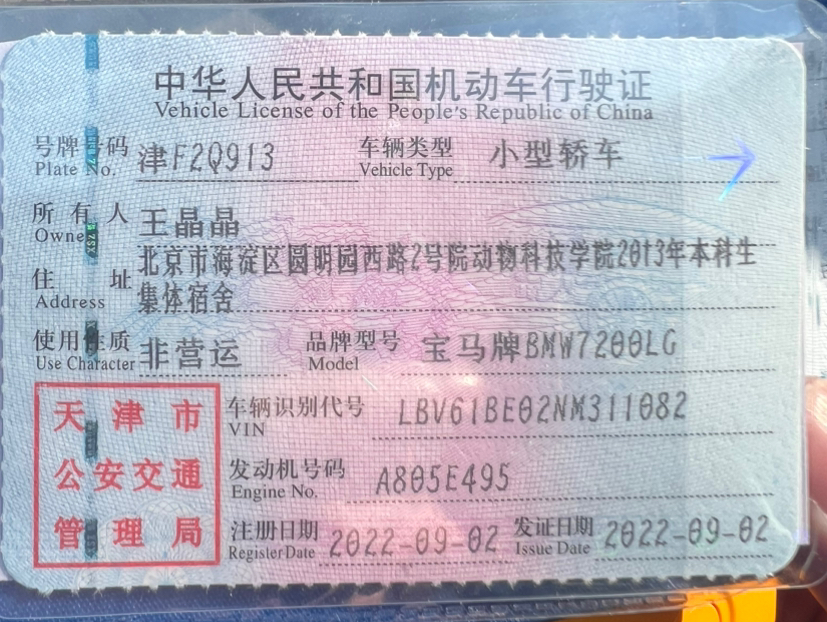 中华人民共和国机动车行驶证
Vehicle License of the People's Republic of China
号牌号码 津F2Q913 车辆类型 小型轿车
Plate No. Vehicle Type
所有人 王晶晶
Owner
住址 北京市海淀区圆明园西路2号院动物科技学院2013年本科生
Address 集体宿舍
使用性质 非营运 品牌型号 宝马牌BMW7200LG
Use Character Model
天津市 车辆识别代号 LBV61BE02NM311082
VIN
公安交通 发动机号码 A805E495
Engine No.
管理局 注册日期 2022-09-02 发证日期 2022-09-02
Register Date Issue Date